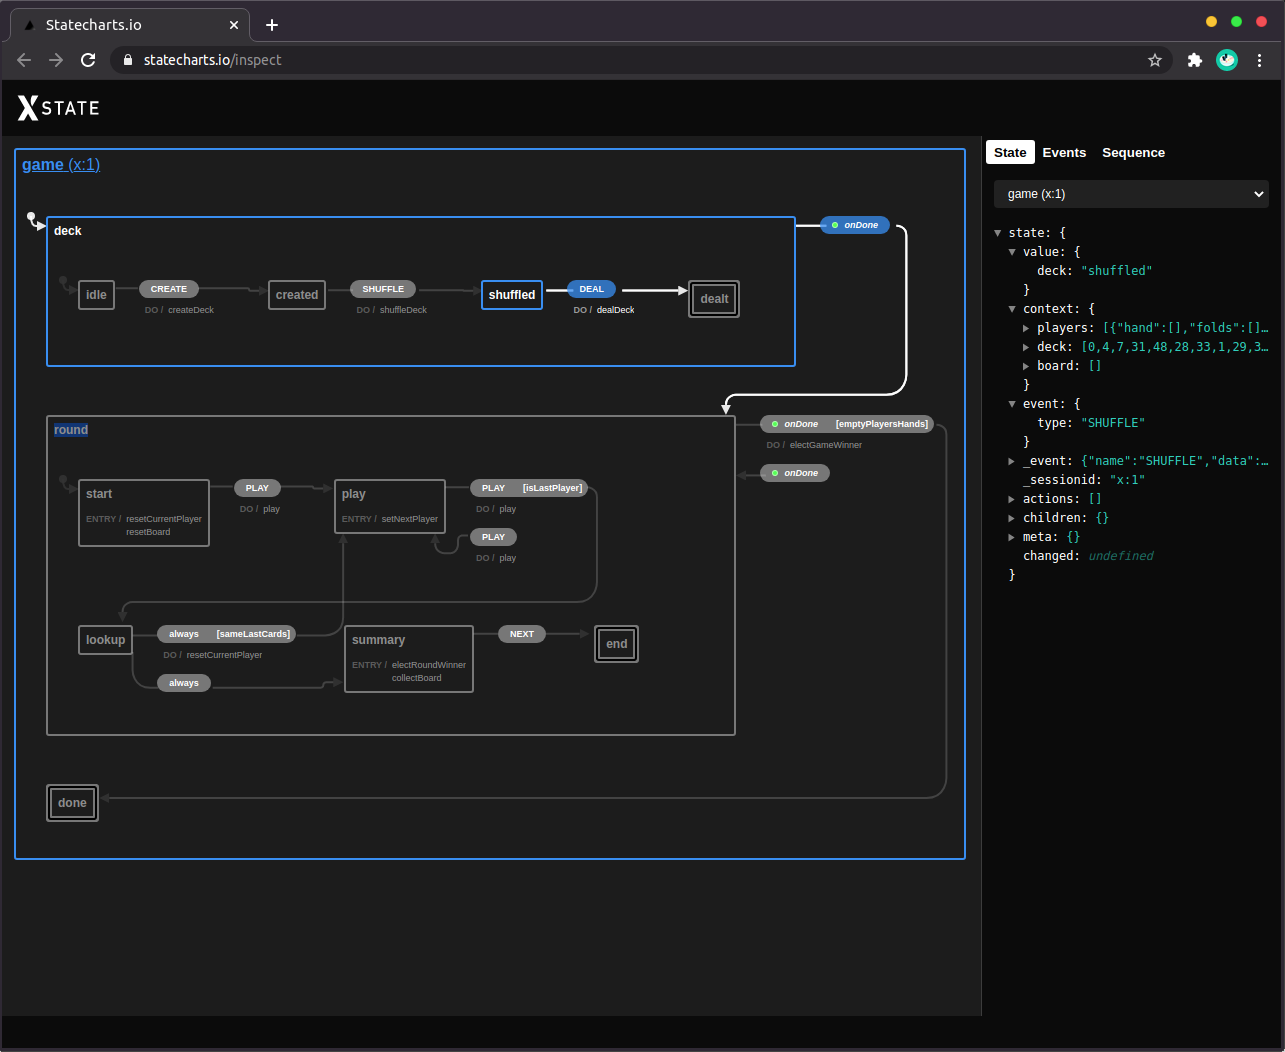 Statecharts.io
statecharts.io/inspect
XSTATE
game (x:1)
deck
onDone
idle
CREATE
DO / createDeck
created
SHUFFLE
DO / shuffleDeck
shuffled
DEAL
DO / dealDeck
dealt
round
onDone [emptyPlayersHands]
DO / electGameWinner
onDone
start
ENTRY / resetCurrentPlayer
resetBoard
PLAY
DO / play
play
ENTRY / setNextPlayer
PLAY [isLastPlayer]
DO / play
PLAY
DO / play
lookup
always [sameLastCards]
DO / resetCurrentPlayer
always
summary
ENTRY / electRoundWinner
collectBoard
NEXT
end
done
State Events Sequence
game (x:1)
state: {
value: {
deck: "shuffled"
}
context: {
players: [{"hand":[],"folds":[]…
deck: [0,4,7,31,48,28,33,1,29,3…
board: []
}
event: {
type: "SHUFFLE"
}
_event: {"name":"SHUFFLE","data":…
_sessionid: "x:1"
actions: []
children: {}
meta: {}
changed: undefined
}